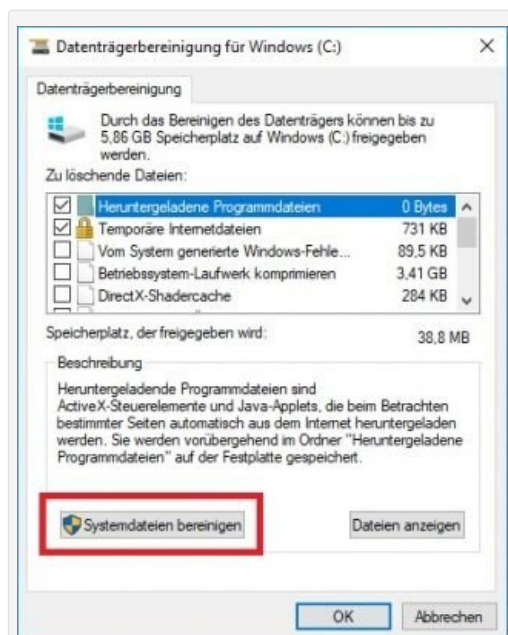 Datenträgerbereinigung für Windows (C:)
Datenträgerbereinigung
Durch das Bereinigen des Datenträgers können bis zu
5,86 GB Speicherplatz auf Windows (C:) freigegeben
werden.
Zu löschende Dateien:
Heruntergeladene Programmdateien 0 Bytes
Temporäre Internetdateien 731 KB
Vom System generierte Windows-Fehle... 89,5 KB
Betriebssystem-Laufwerk komprimieren 3,41 GB
DirectX-Shadercache 284 KB
Speicherplatz, der freigegeben wird: 38,8 MB
Beschreibung
Heruntergeladende Programmdateien sind
ActiveX-Steuerelemente und Java-Applets, die beim Betrachten
bestimmter Seiten automatisch aus dem Internet heruntergeladen
werden. Sie werden vorübergehend im Ordner "Heruntergeladene
Programmdateien" auf der Festplatte gespeichert.
Systemdateien bereinigen Dateien anzeigen
OK Abbrechen